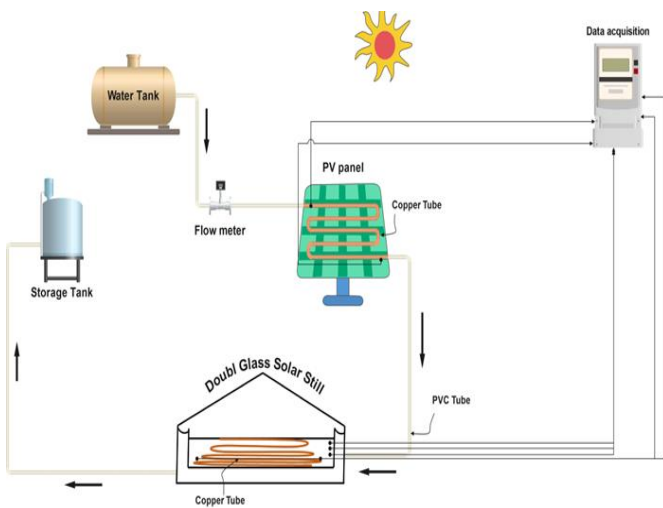 Data acquisition
Water Tank
PV panel
Copper Tube
Flow meter
Storage Tank
Doubl Glass Solar Still
PVC Tube
Copper Tube